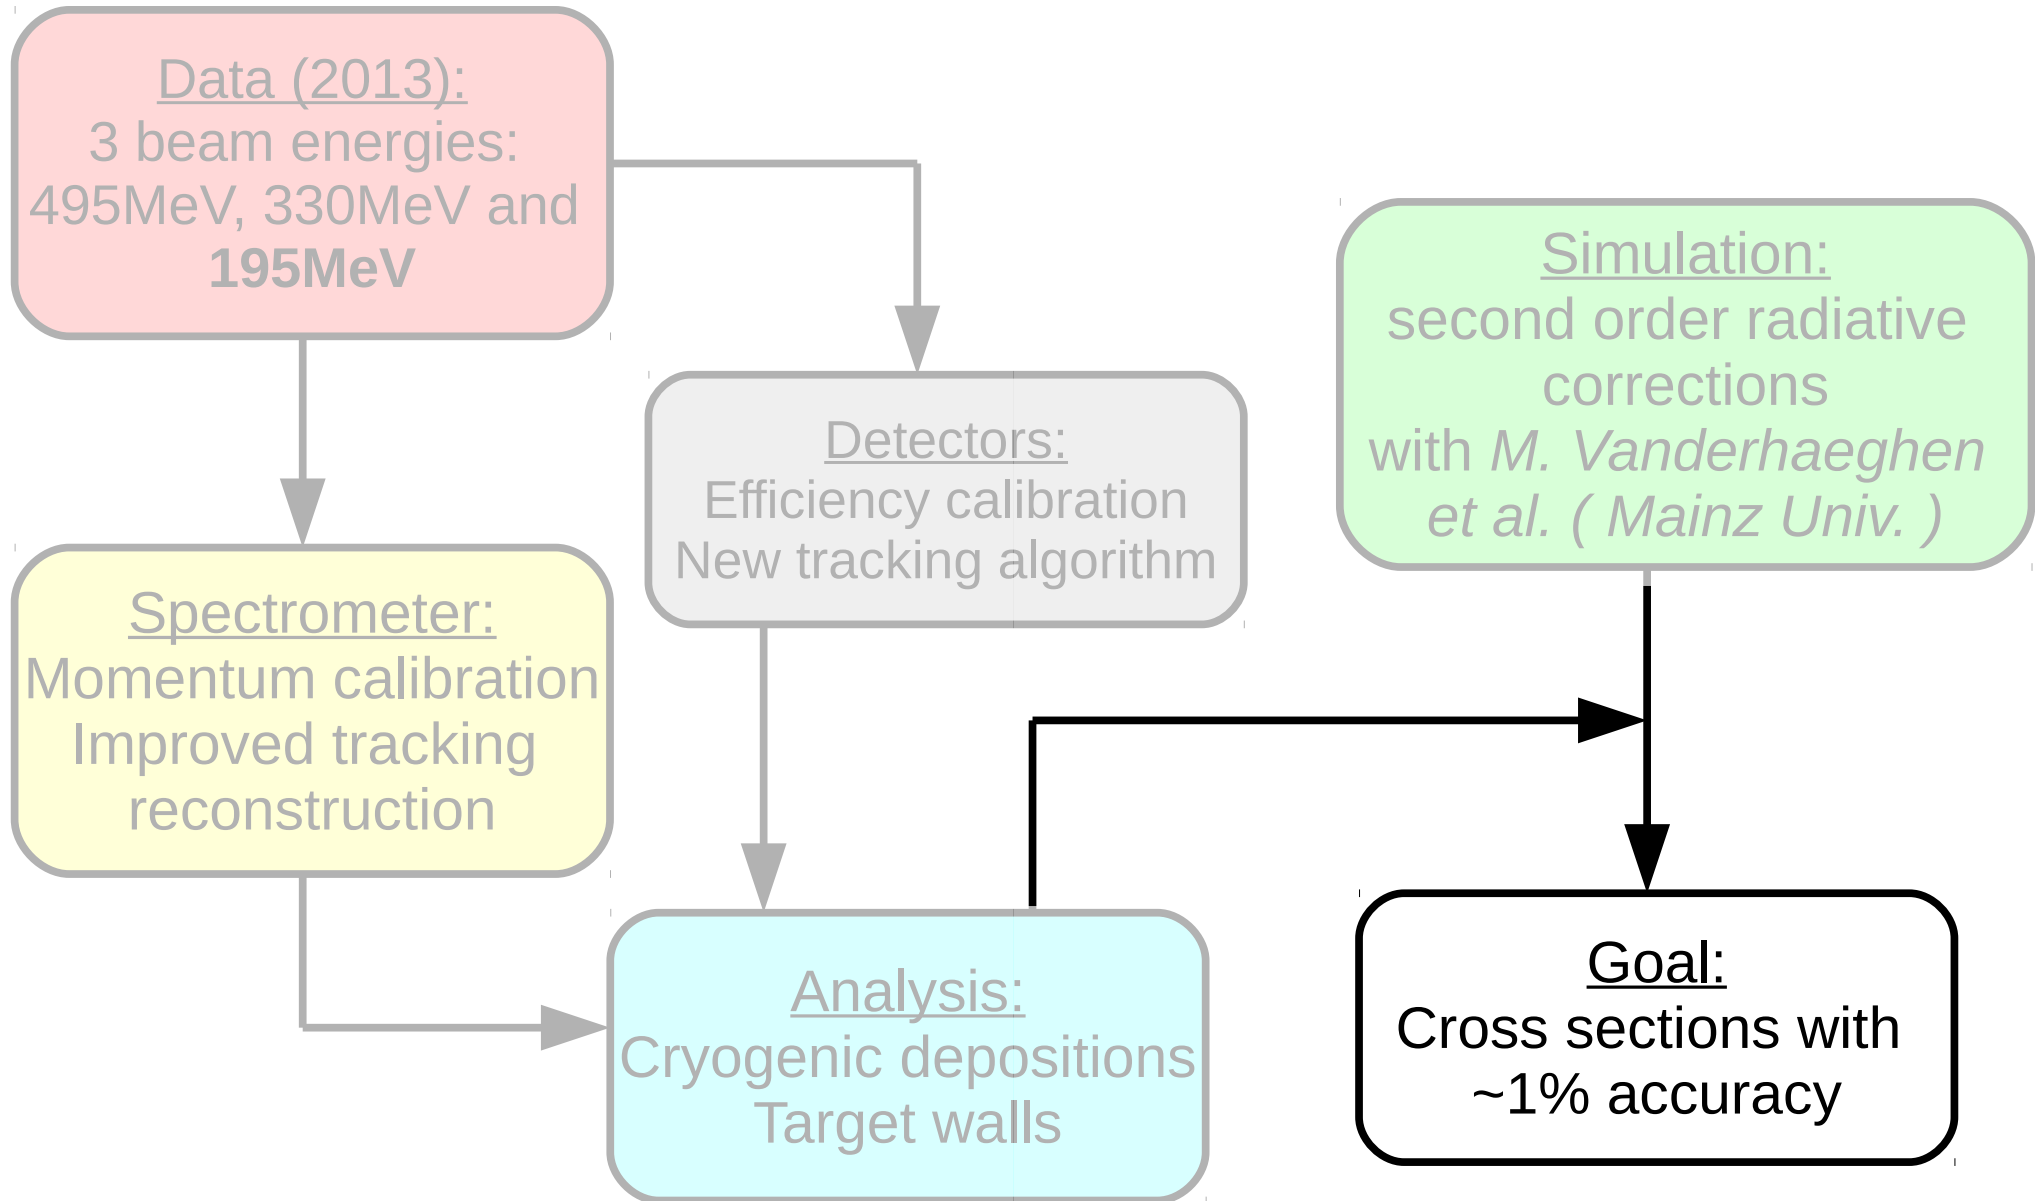 Data (2013):
3 beam energies:
495MeV, 330MeV and
195MeV
Simulation:
second order radiative
corrections
with M. Vanderhaeghen
et al. ( Mainz Univ. )
Detectors:
Efficiency calibration
New tracking algorithm
Spectrometer:
Momentum calibration
Improved tracking
reconstruction
Analysis:
Cryogenic depositions
Target walls
Goal:
Cross sections with
~1% accuracy